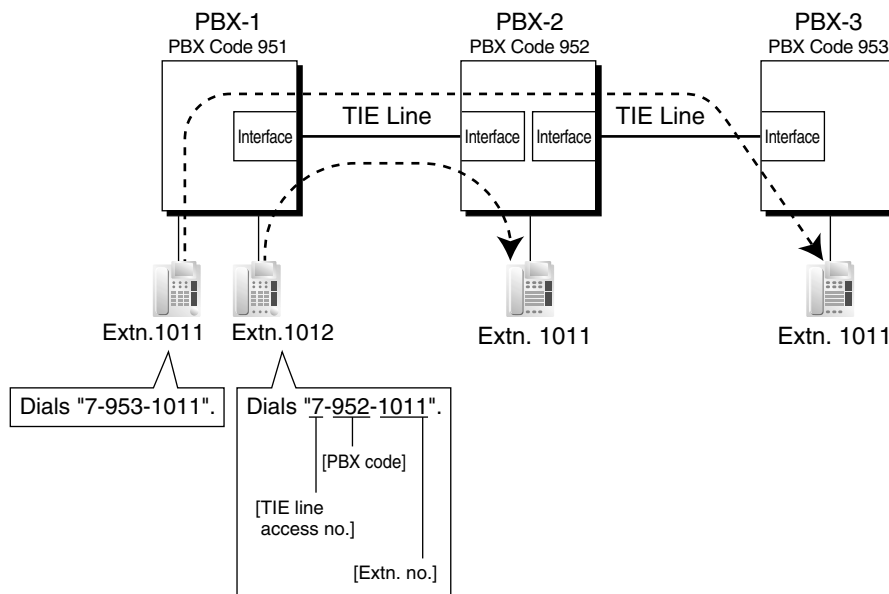 PBX-1
PBX Code 951
PBX-2
PBX Code 952
PBX-3
PBX Code 953
Interface
TIE Line
Interface
Interface
TIE Line
Interface
Extn.1011
Extn.1012
Extn. 1011
Extn. 1011
Dials "7-953-1011".
Dials "7-952-1011".
[PBX code]
[TIE line
access no.]
[Extn. no.]